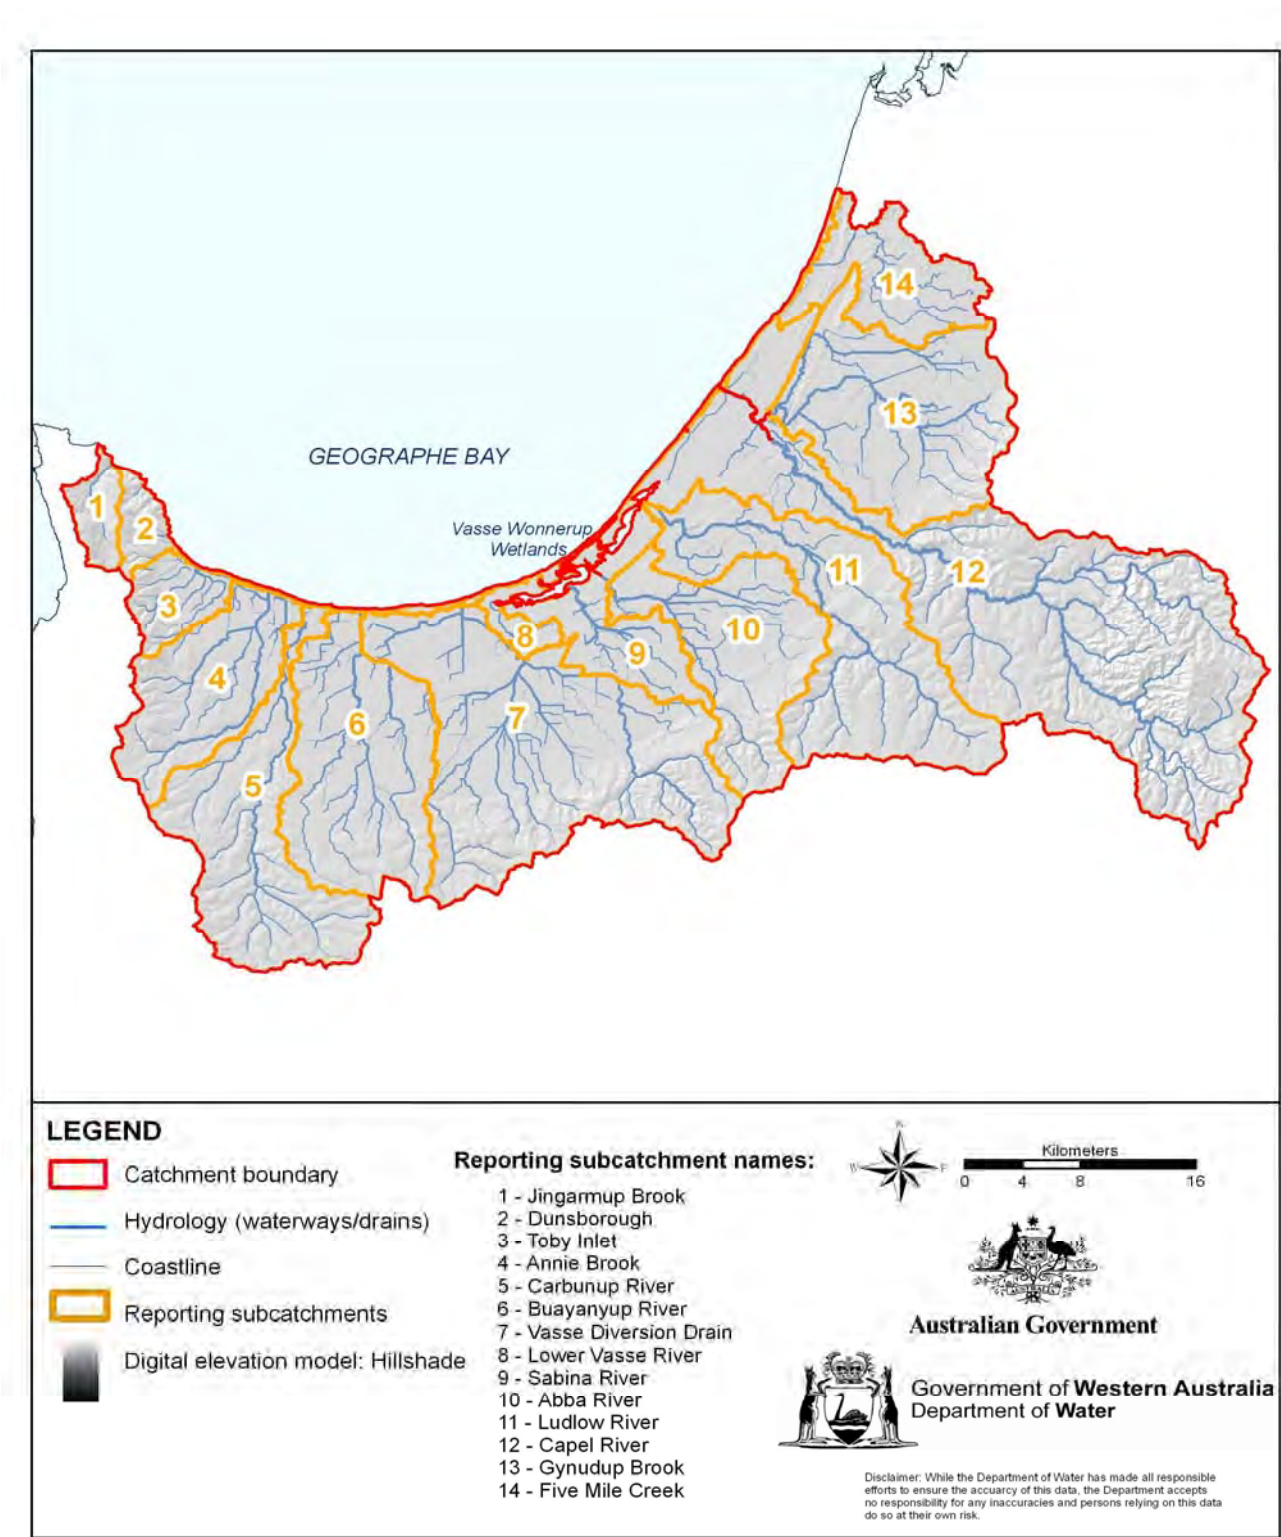 14
13
GEOGRAPHE BAY
1
2
Vasse Wonnerup
Wetlands
11
12
3
8
10
9
4
7
6
5
LEGEND
Catchment boundary
Hydrology (waterways/drains)
Coastline
Reporting subcatchments
Digital elevation model: Hillshade
Reporting subcatchment names:
1 - Jingarmup Brook
2 - Dunsborough
3 - Toby Inlet
4 - Annie Brook
5 - Carbunup River
6 - Buayanyup River
7 - Vasse Diversion Drain
8 - Lower Vasse River
9 - Sabina River
10 - Abba River
11 - Ludlow River
12 - Capel River
13 - Gynudup Brook
14 - Five Mile Creek
N
W E
S
Kilometers
0 4 8 16
AUSTRALIA
Australian Government
Government of Western Australia
Department of Water
Disclaimer: While the Department of Water has made all responsible
efforts to ensure the accuarcy of this data, the Department accepts
no responsibility for any inaccuracies and persons relying on this data
do so at their own risk.